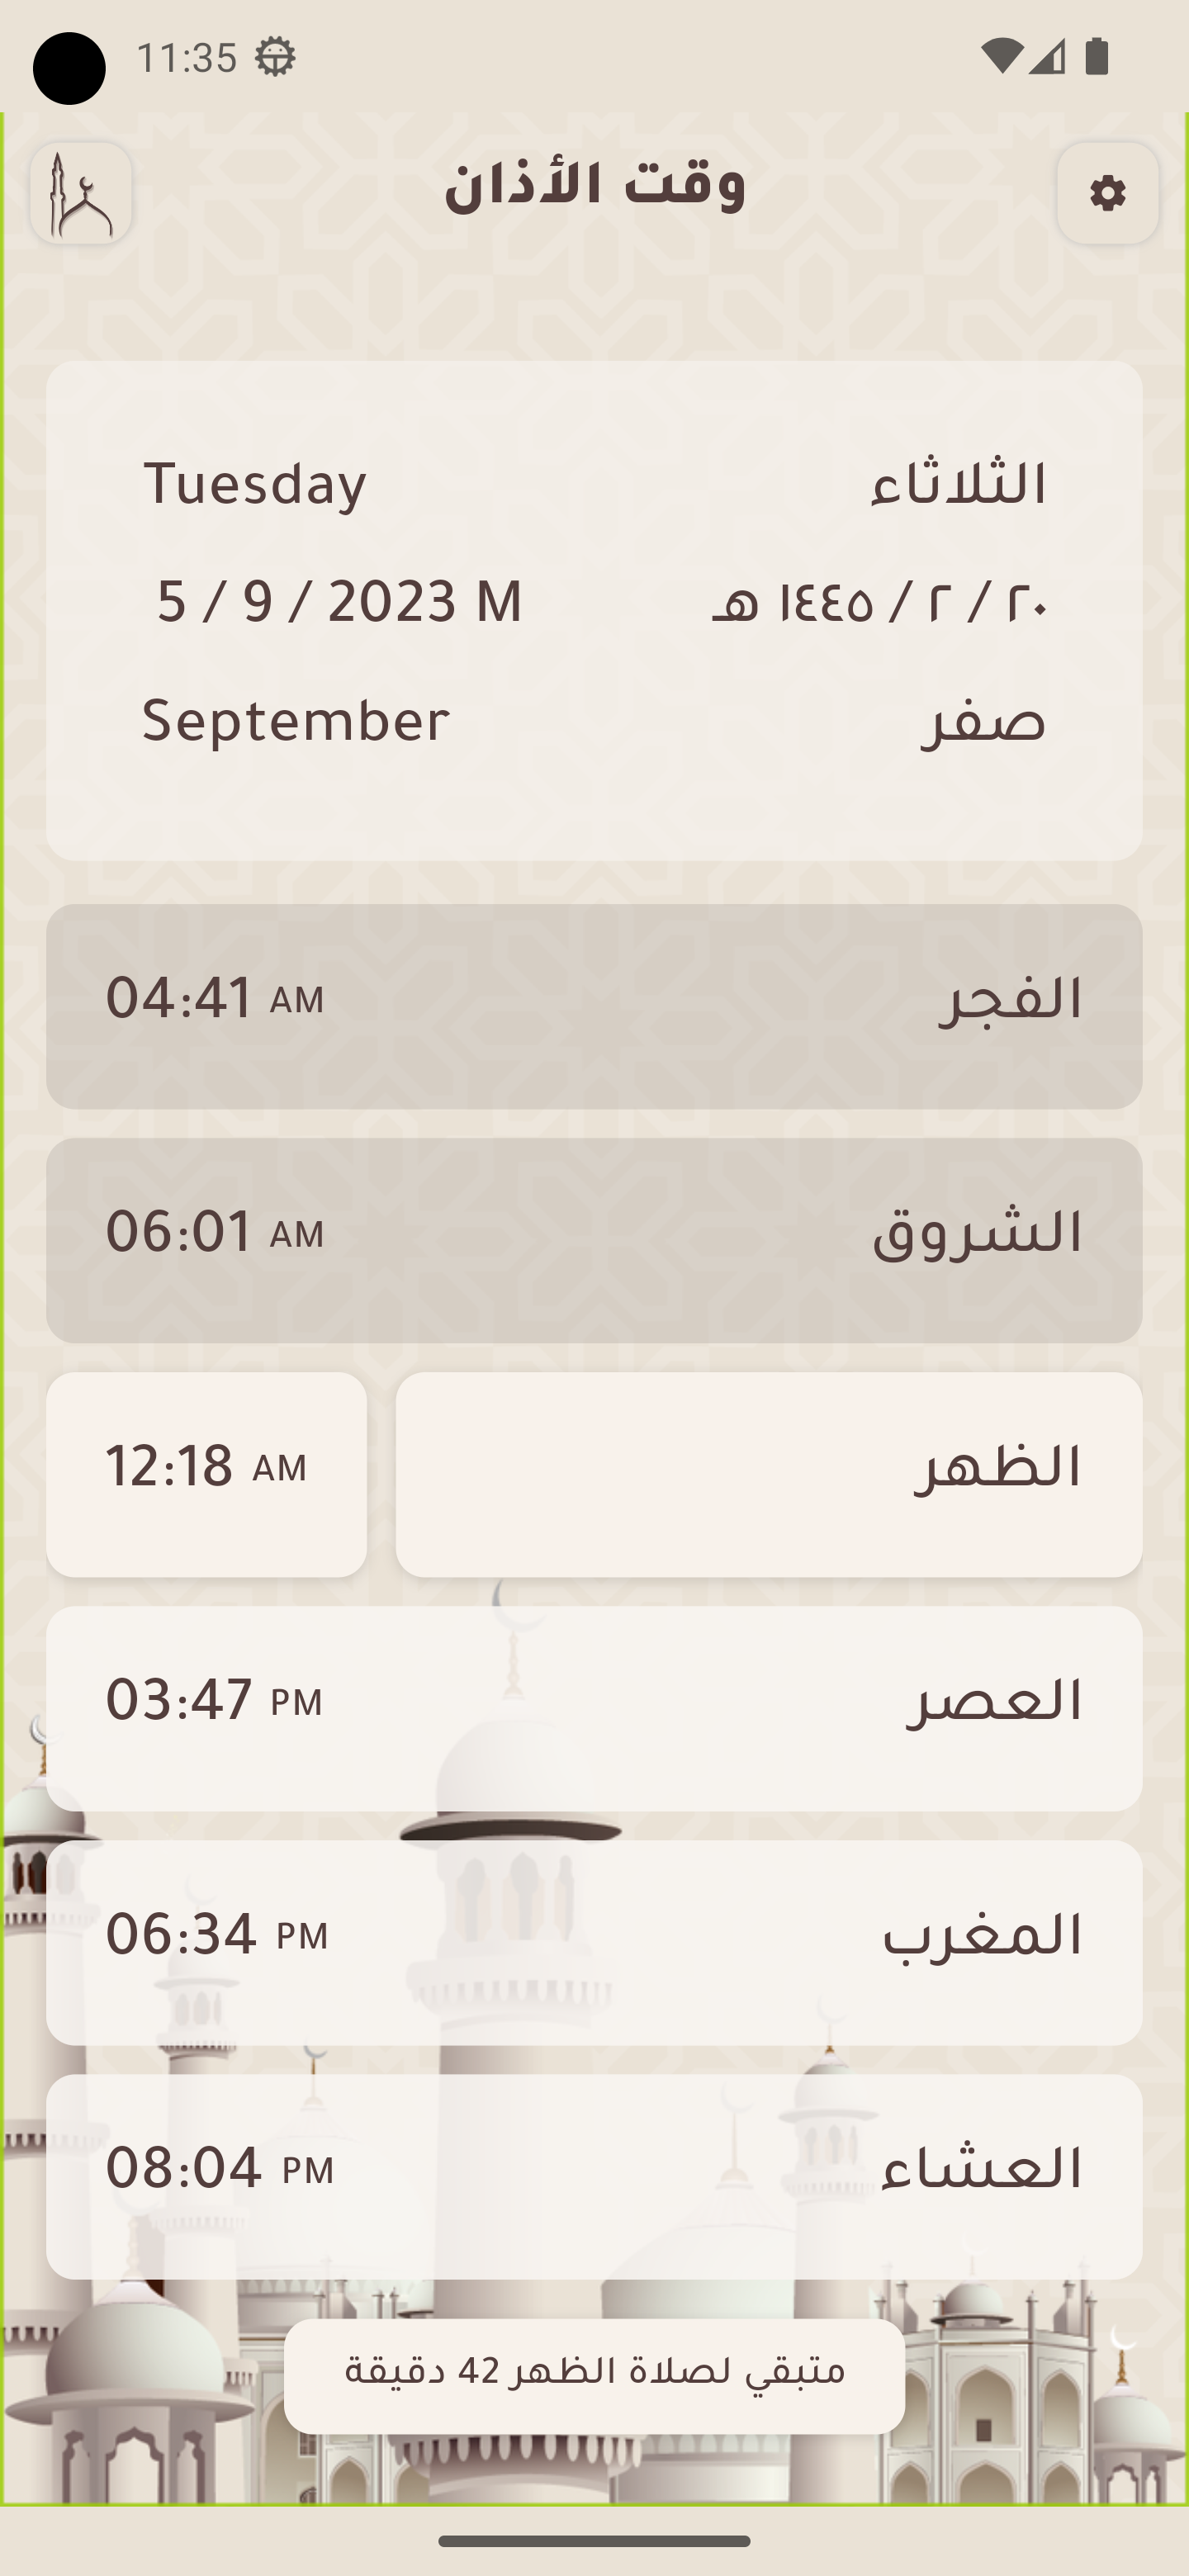 11:35
وقت الأذان
Tuesday
الثلاثاء
5 / 9 / 2023 M
٢٠ / ٢ / ١٤٤٥ هـ
September
صفر
04:41 AM
الفجر
06:01 AM
الشروق
12:18 AM
الظهر
03:47 PM
العصر
06:34 PM
المغرب
08:04 PM
العشاء
متبقي لصلاة الظهر 42 دقيقة